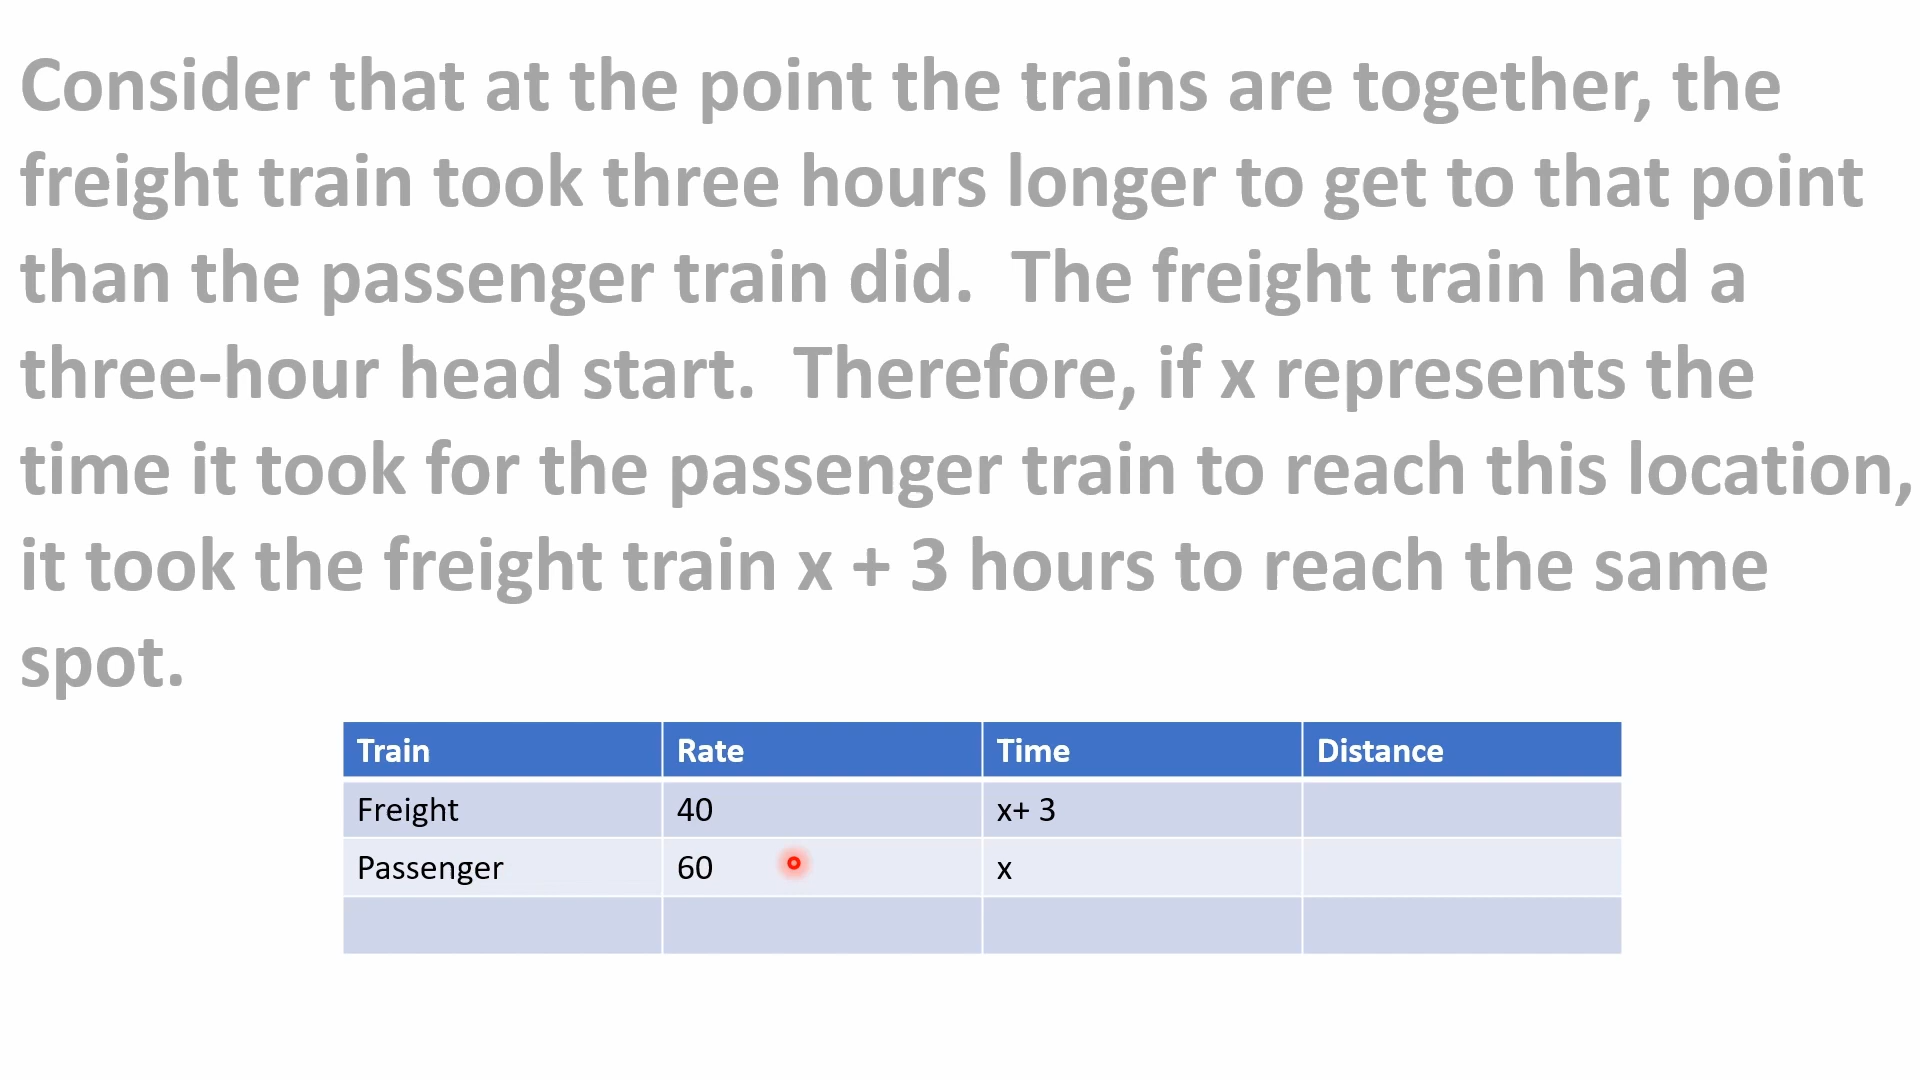 Consider that at the point the trains are together, the
freight train took three hours longer to get to that point
than the passenger train did.  The freight train had a
three-hour head start.  Therefore, if x represents the
time it took for the passenger train to reach this location,
it took the freight train x + 3 hours to reach the same
spot.
Train Rate Time Distance
Freight 40 x+ 3
Passenger 60 x